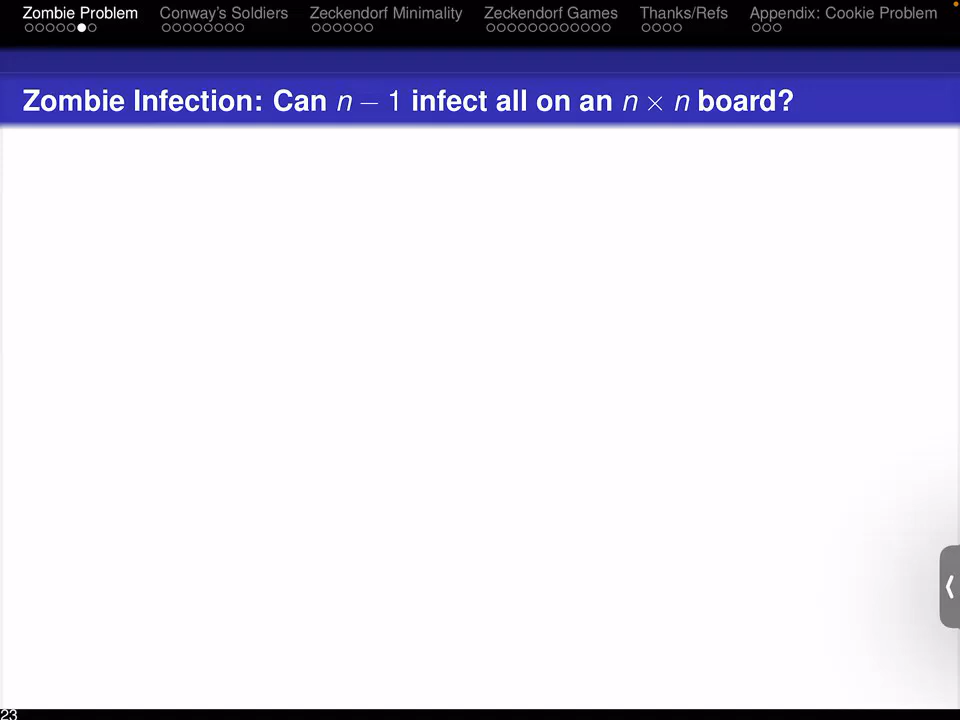 Zombie Problem Conway's Soldiers Zeckendorf Minimality Zeckendorf Games Thanks/Refs Appendix: Cookie Problem
Zombie Infection: Can n − 1 infect all on an n × n board?
23